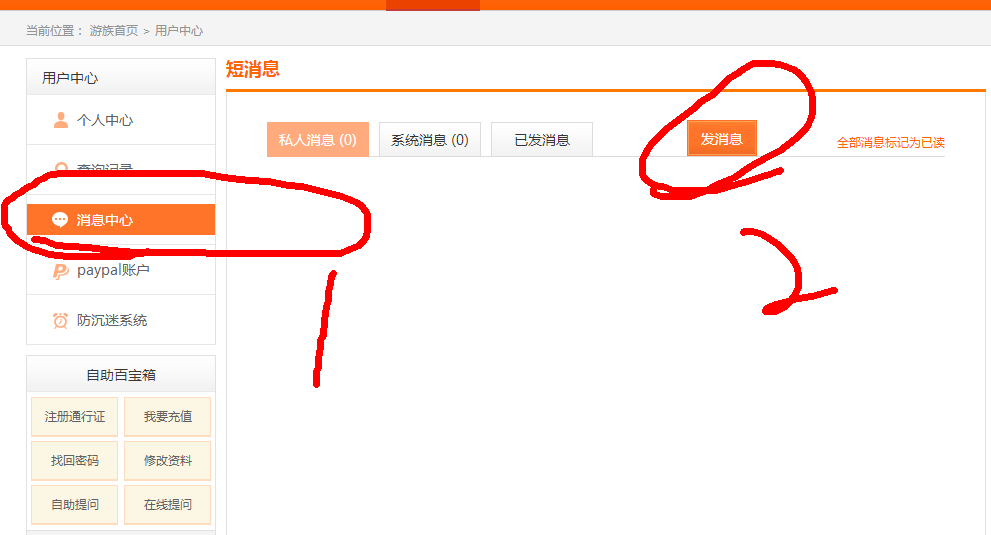 当前位置： 游族首页 > 用户中心
用户中心
短消息
个人中心
私人消息 (0)
系统消息 (0)
已发消息
发消息
全部消息标记为已读
查询记录
消息中心
paypal账户
防沉迷系统
1
2
自助百宝箱
注册通行证 我要充值
找回密码 修改资料
自助提问 在线提问